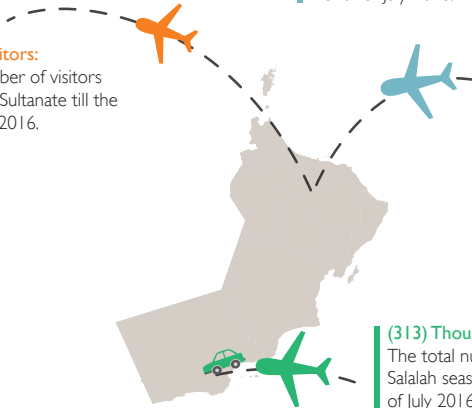 itors:
ber of visitors
Sultanate till the
2016.
(313) Thou
The total nu
Salalah seas
of July 2016